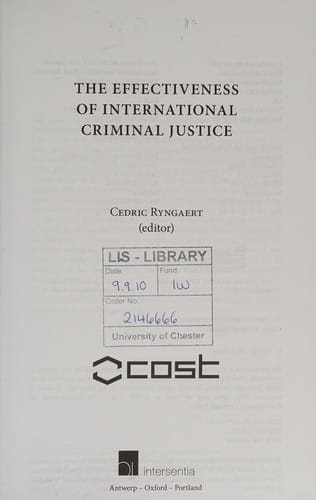 THE EFFECTIVENESS
OF INTERNATIONAL
CRIMINAL JUSTICE
CEDRIC RYNGAERT
(editor)
LIS - LIBRARY
Date Fund
9.9.10 IW
Order No.
2146666
University of Chester
cost
intersentia
Antwerp – Oxford – Portland